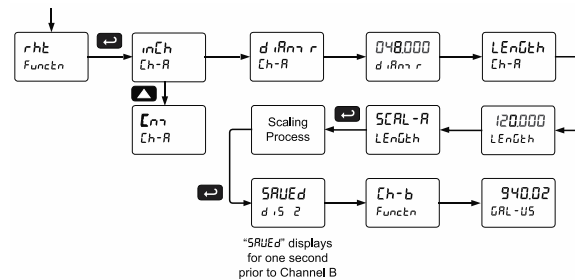 rht
Functn
inCh
Ch-A
diAm r
Ch-A
048.000
diAm r
LEnGth
Ch-A
Cm
Ch-A
Scaling
Process
SCAL-A
LEnGth
120.000
LEnGth
SAVEd
diS 2
Ch-b
Functn
940.02
GAL-US
"SAVEd" displays
for one second
prior to Channel B